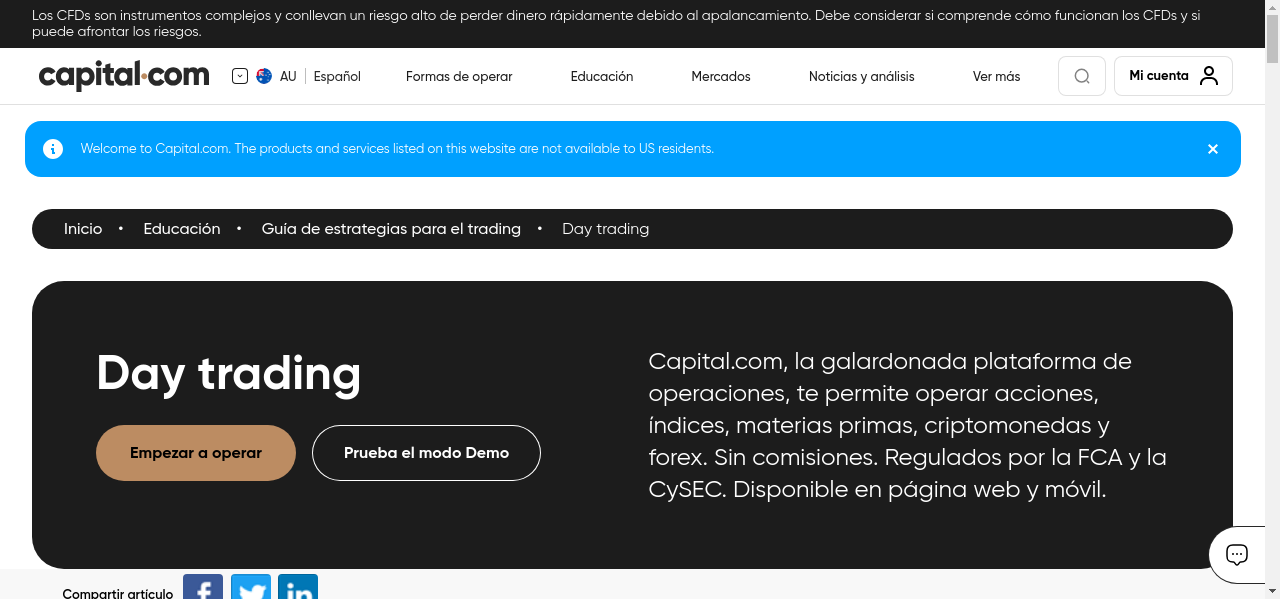 Los CFDs son instrumentos complejos y conllevan un riesgo alto de perder dinero rápidamente debido al apalancamiento. Debe considerar si comprende cómo funcionan los CFDs y si
puede afrontar los riesgos.
capital.com
AU
Español
Formas de operar
Educación
Mercados
Noticias y análisis
Ver más
Mi cuenta
Welcome to Capital.com. The products and services listed on this website are not available to US residents.
Inicio • Educación • Guía de estrategias para el trading • Day trading
Day trading
Empezar a operar
Prueba el modo Demo
Capital.com, la galardonada plataforma de
operaciones, te permite operar acciones,
índices, materias primas, criptomonedas y
forex. Sin comisiones. Regulados por la FCA y la
CySEC. Disponible en página web y móvil.
Compartir artículo